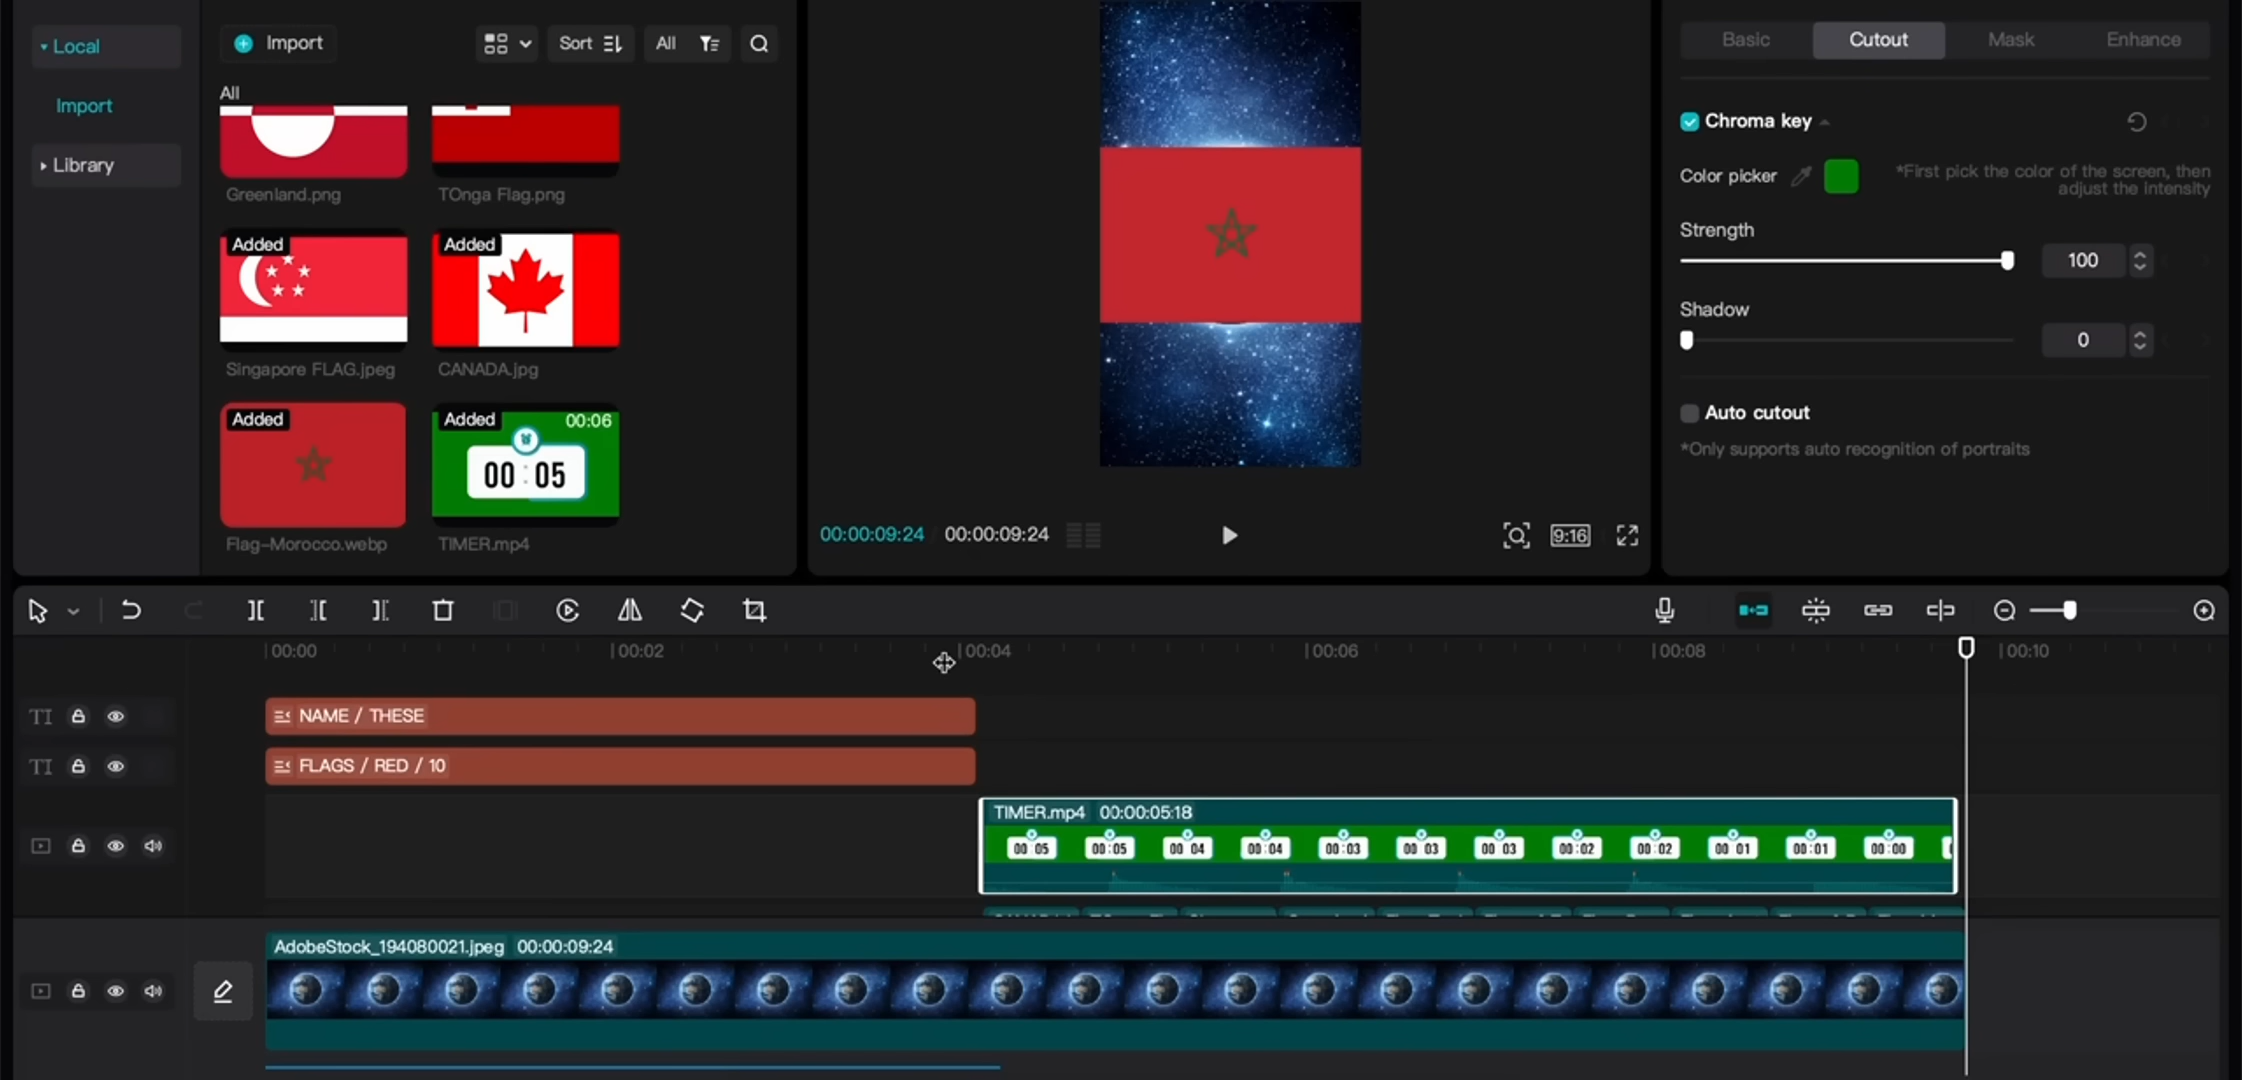 Local
Import
Library
Import
Sort
All
All
Greenland.png
TOnga Flag.png
Added
Added
Singapore FLAG.jpeg
CANADA.jpg
Added
Added
00:06
00:05
Flag-Morocco.webp
TIMER.mp4
00:00:09:24
00:00:09:24
9:16
Basic
Cutout
Mask
Enhance
Chroma key
Color picker
*First pick the color of the screen, then
adjust the intensity
Strength
100
Shadow
0
Auto cutout
*Only supports auto recognition of portraits
00:00
00:02
00:04
00:06
00:08
00:10
TI
NAME / THESE
TI
FLAGS / RED / 10
TIMER.mp4 00:00:05:18
00:05 00:05 00 04 00:04 00:03 00:03 00 03 00:02 00:02 00 01 00:01 00:00
AdobeStock_194080021.jpeg 00:00:09:24